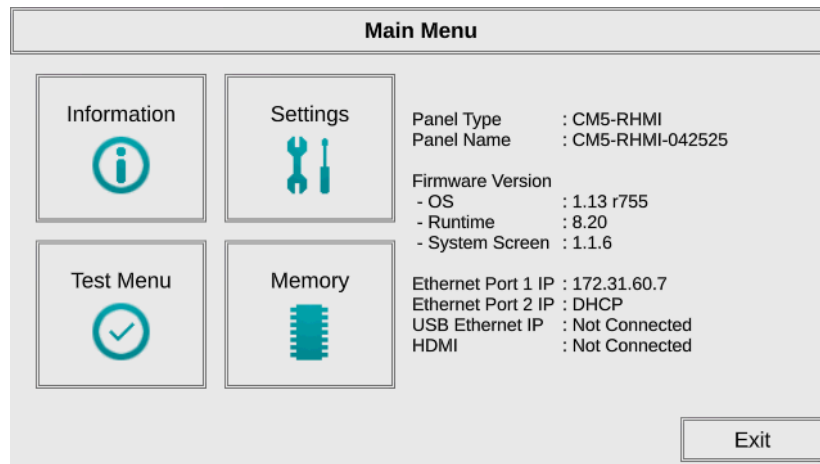 Main Menu
Information
Settings
Test Menu
Memory
Panel Type : CM5-RHMI
Panel Name : CM5-RHMI-042525
Firmware Version
- OS : 1.13 r755
- Runtime : 8.20
- System Screen : 1.1.6
Ethernet Port 1 IP : 172.31.60.7
Ethernet Port 2 IP : DHCP
USB Ethernet IP : Not Connected
HDMI : Not Connected
Exit